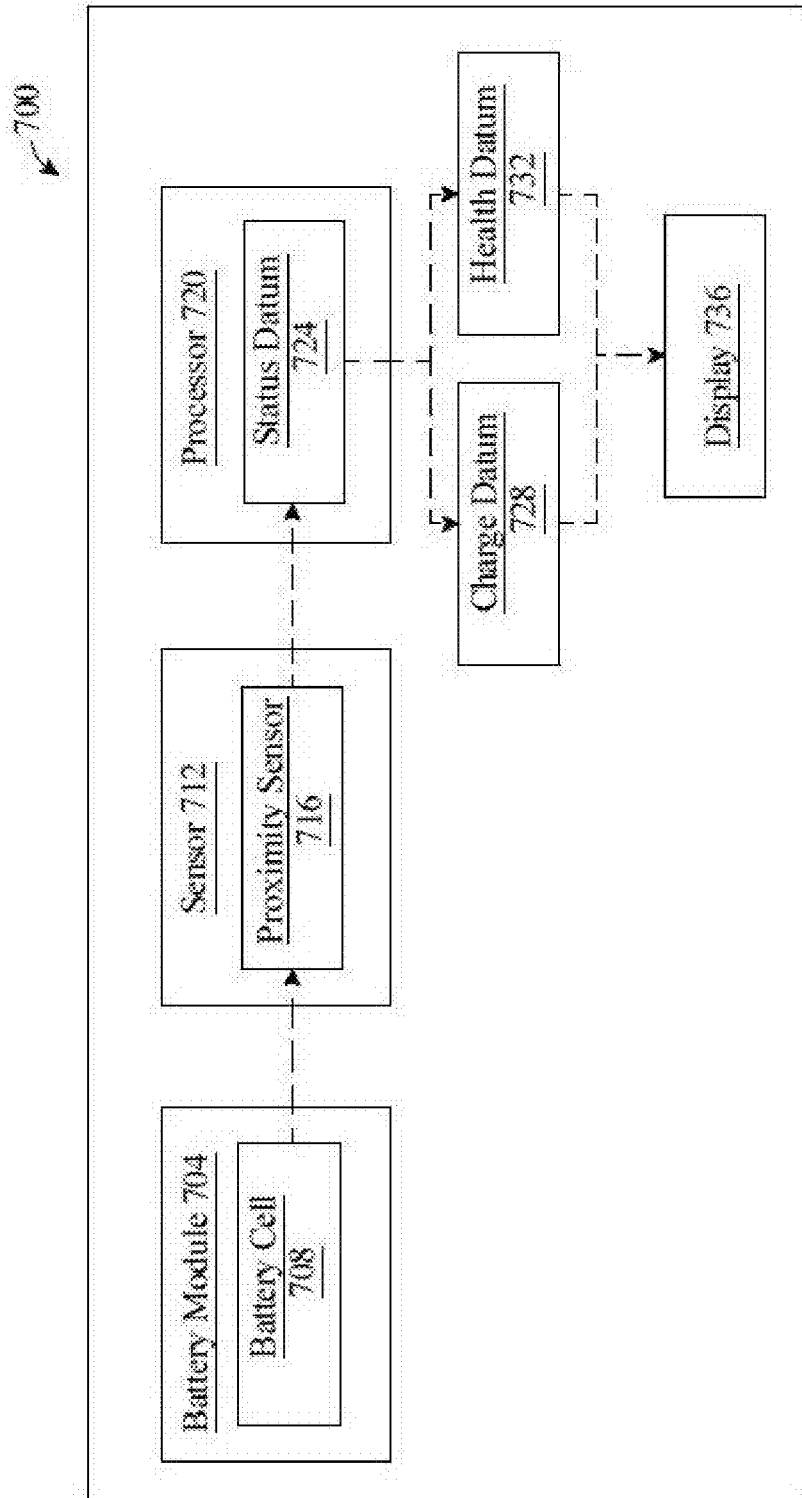 700
Battery Module 704
Battery Cell
708
Sensor 712
Proximity Sensor
716
Processor 720
Status Datum
724
Charge Datum
728
Health Datum
732
Display 736